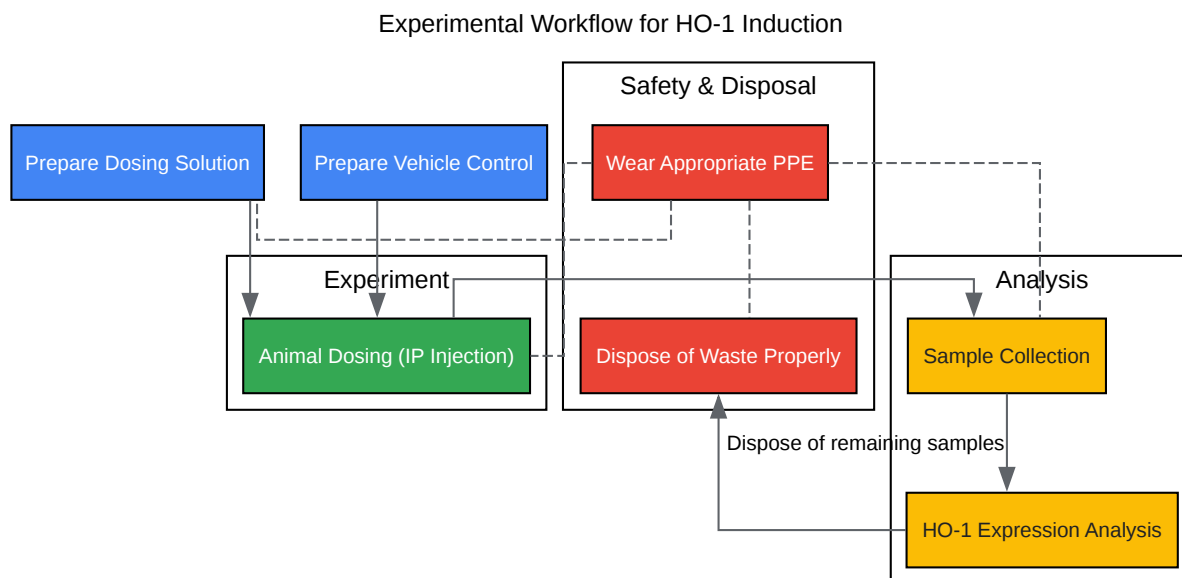 Experimental Workflow for HO-1 Induction
Safety & Disposal
Prepare Dosing Solution
Prepare Vehicle Control
Wear Appropriate PPE
Experiment
Analysis
Animal Dosing (IP Injection)
Dispose of Waste Properly
Sample Collection
Dispose of remaining samples
HO-1 Expression Analysis